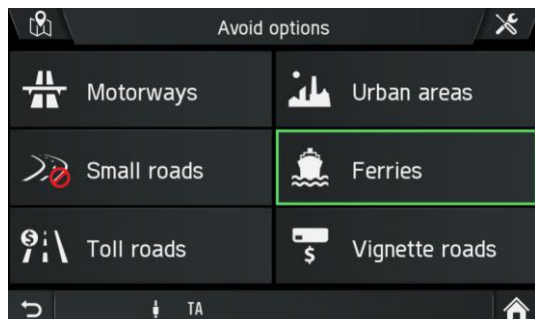 Avoid options
Motorways
Urban areas
Small roads
Ferries
Toll roads
Vignette roads
TA